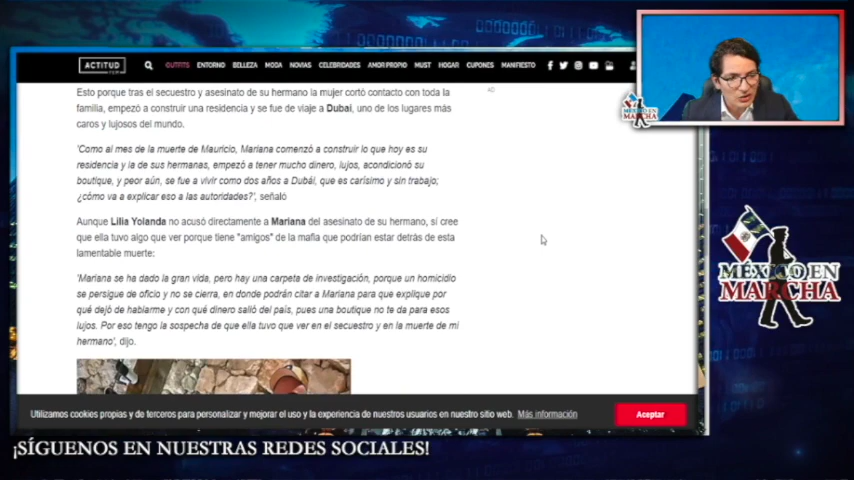 ACTITUD
FEM
OUTFITS ENTORNO BELLEZA MODA NOVIAS CELEBRIDADES AMOR PROPIO MUST HOGAR CUPONES MANIFIESTO
Esto porque tras el secuestro y asesinato de su hermano la mujer cortó contacto con toda la
familia, empezó a construir una residencia y se fue de viaje a Dubai, uno de los lugares más
caros y lujosos del mundo.
'Como al mes de la muerte de Mauricio, Mariana comenzó a construir lo que hoy es su
residencia y la de sus hermanas, empezó a tener mucho dinero, lujos, acondicionó su
boutique, y peor aún, se fue a vivir como dos años a Dubái, que es carísimo y sin trabajo;
¿cómo va a explicar eso a las autoridades?', señaló
Aunque Lilia Yolanda no acusó directamente a Mariana del asesinato de su hermano, sí cree
que ella tuvo algo que ver porque tiene "amigos" de la mafia que podrían estar detrás de esta
lamentable muerte:
'Mariana se ha dado la gran vida, pero hay una carpeta de investigación, porque un homicidio
se persigue de oficio y no se cierra, en donde podrán citar a Mariana para que explique por
qué dejó de hablarme y con qué dinero salió del país, pues una boutique no te da para esos
lujos. Por eso tengo la sospecha de que ella tuvo que ver en el secuestro y en la muerte de mi
hermano', dijo.
Utilizamos cookies propias y de terceros para personalizar y mejorar el uso y la experiencia de nuestros usuarios en nuestro sitio web. Más información
Aceptar
MÉXICO EN
MARCHA
MÉXICO EN
MARCHA
¡SÍGUENOS EN NUESTRAS REDES SOCIALES!